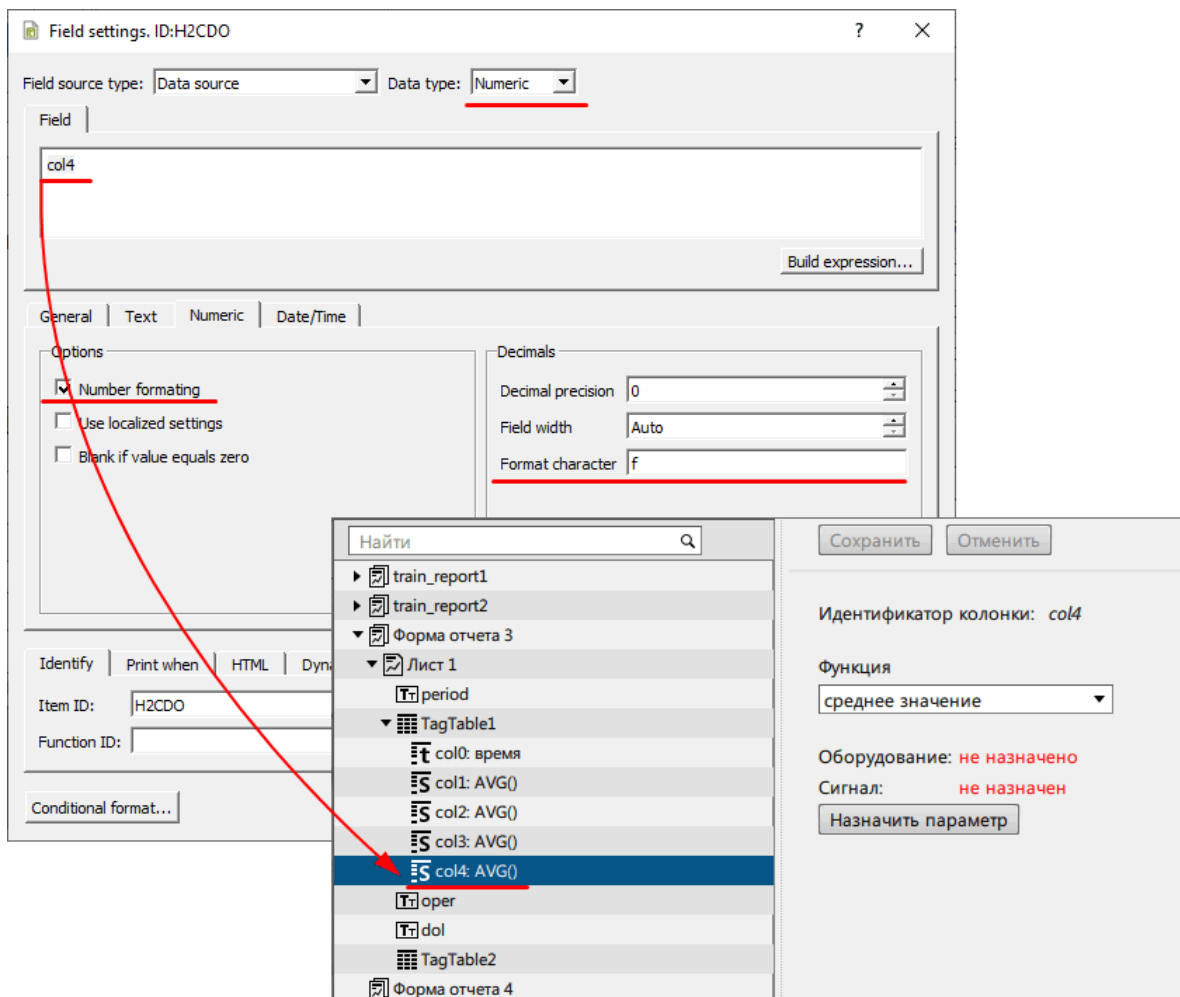 Field settings. ID:H2CDO ?
Field source type: Data source Data type: Numeric
Field
col4
Build expression...
General Text Numeric Date/Time
Options
Number formating
Use localized settings
Blank if value equals zero
Decimals
Decimal precision 0
Field width Auto
Format character f
Identify Print when HTML
Item ID: H2CDO
Function ID:
Conditional format...
Найти
train_report1
train_report2
Форма отчета 3
Лист 1
period
TagTable1
col0: время
col1: AVG()
col2: AVG()
col3: AVG()
col4: AVG()
oper
dol
TagTable2
Форма отчета 4
Сохранить Отменить
Идентификатор колонки: col4
Функция
среднее значение
Оборудование: не назначено
Сигнал: не назначен
Назначить параметр